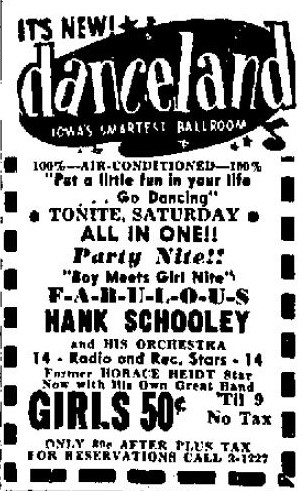 IT'S NEW!
danceland
IOWA'S SMARTEST BALLROOM
100%—AIR-CONDITIONED—100%
"Put a little fun in your life
. . Go Dancing"
• TONITE, SATURDAY •
ALL IN ONE!!
Party Nite!!
"Boy Meets Girl Nite"
F-A-B-U-L-O-U-S
HANK SCHOOLEY
and HIS ORCHESTRA
14 - Radio and Rec. Stars - 14
Former HORACE HEIDT Star
Now with His Own Great Band
GIRLS 50¢ 'Til 9
No Tax
ONLY 80c AFTER PLUS TAX
FOR RESERVATIONS CALL 2-1227